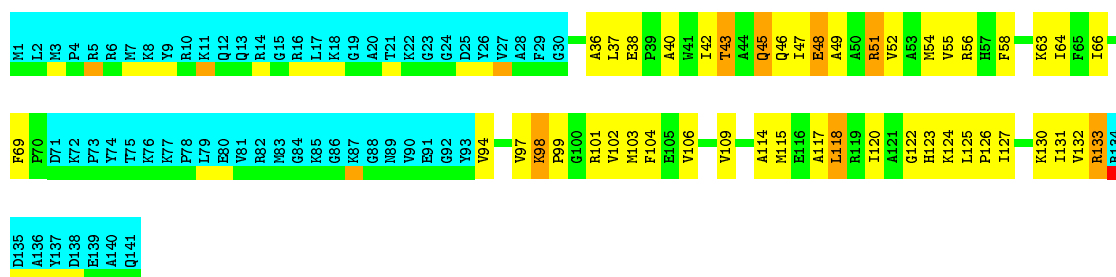 M1 L2 M3 P4 R5 R6 M7 K8 Y9 R10 K11 Q12 Q13 R14 G15 R16 L17 K18 G19 A20 T21 K22 G23 G24 D25 Y26 V27 A28 F29 G30 A36 L37 E38 P39 A40 W41 I42 T43 A44 Q45 Q46 I47 E48 A49 A50 R51 V52 A53 M54 V55 R56 H57 F58 K63 I64 F65 I66
F69 P70 D71 K72 P73 Y74 T75 K76 K77 P78 L79 E80 V81 R82 M83 G84 K85 G86 K87 G88 N89 V90 E91 G92 Y93 V94 V97 K98 P99 G100 R101 V102 M103 F104 E105 V106 V109 A114 M115 E116 A117 L118 R119 I120 A121 G122 H123 K124 L125 P126 I127 K130 I131 V132 R133
D135 A136 Y137 D138 E139 A140 Q141